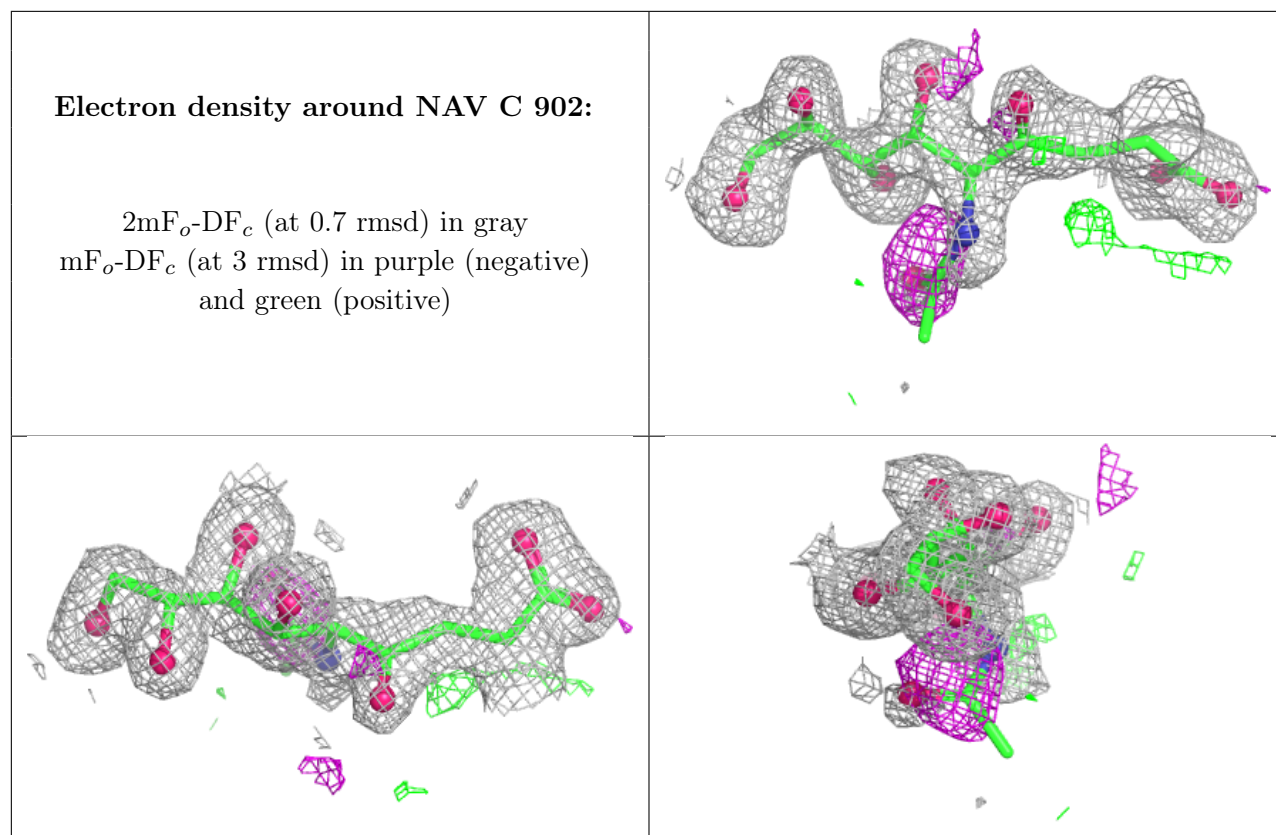 Electron density around NAV C 902:
2mFₒ-DF𝒸 (at 0.7 rmsd) in gray
mFₒ-DF𝒸 (at 3 rmsd) in purple (negative)
and green (positive)